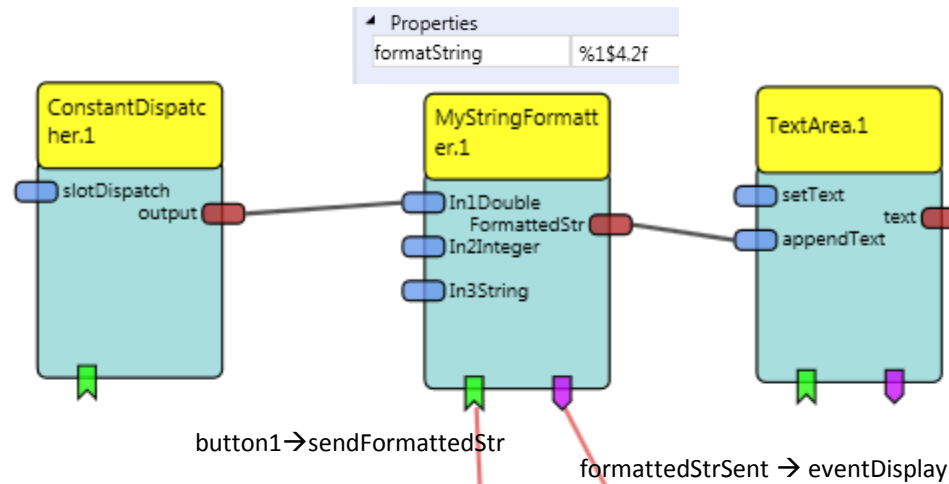 Properties
formatString %1$4.2f
ConstantDispatc
her.1
slotDispatch
output
MyStringFormatt
er.1
In1Double
FormattedStr
In2Integer
In3String
TextArea.1
setText
text
appendText
button1→sendFormattedStr
formattedStrSent → eventDisplay